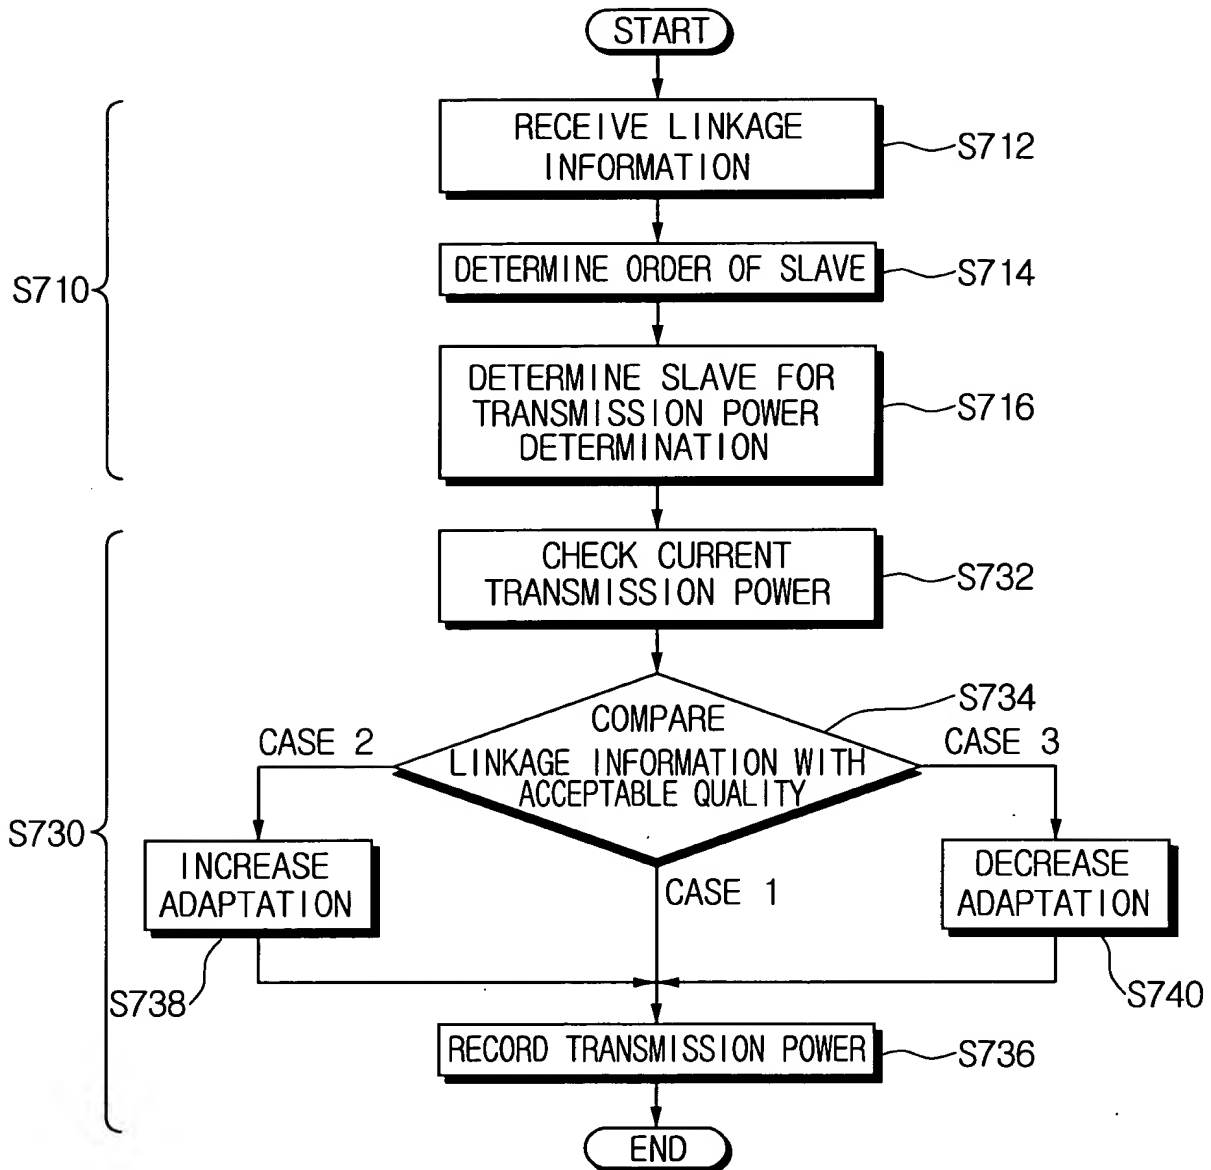 START
RECEIVE LINKAGE
INFORMATION
S712
DETERMINE ORDER OF SLAVE
S714
S710
DETERMINE SLAVE FOR
TRANSMISSION POWER
DETERMINATION
S716
CHECK CURRENT
TRANSMISSION POWER
S732
S734
COMPARE
LINKAGE INFORMATION WITH
ACCEPTABLE QUALITY
CASE 2
CASE 3
S730
INCREASE
ADAPTATION
CASE 1
DECREASE
ADAPTATION
S738
S740
RECORD TRANSMISSION POWER
S736
END